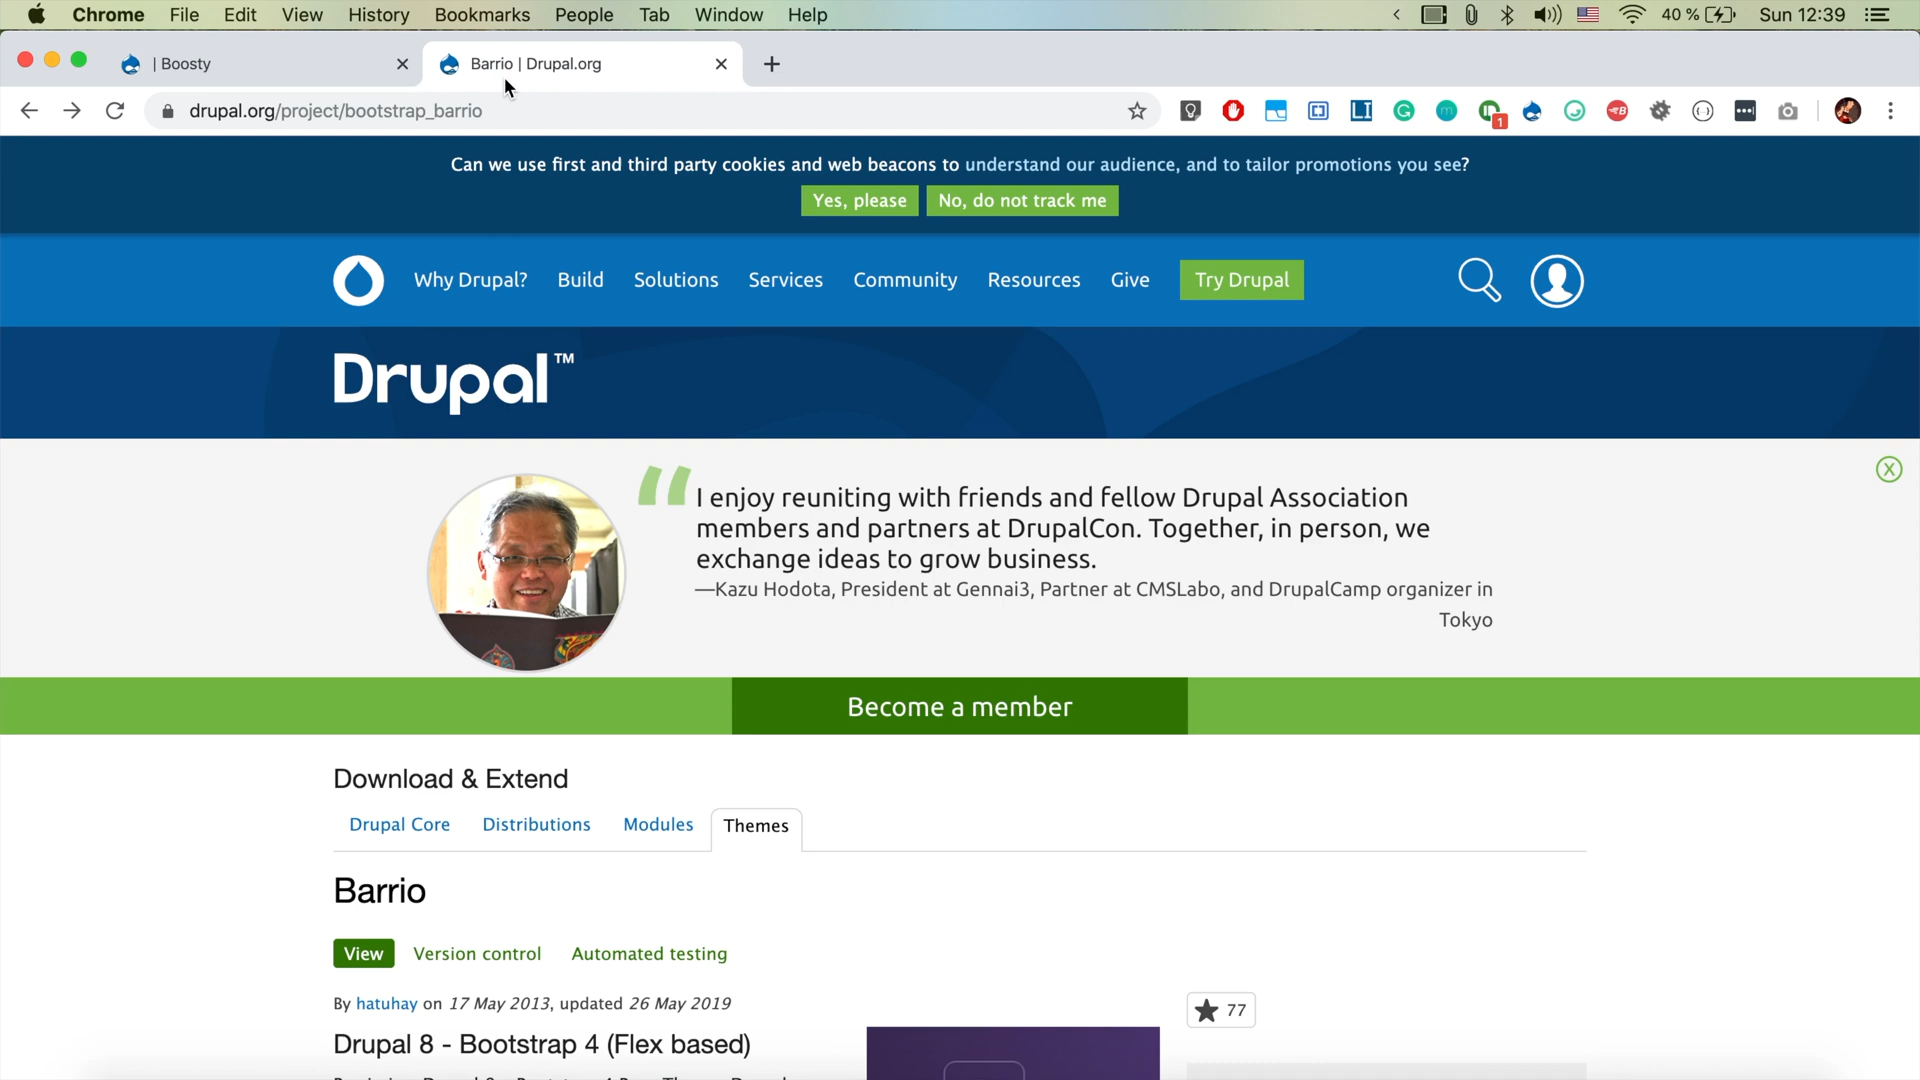 Chrome File Edit View History Bookmarks People Tab Window Help 40 % Sun 12:39
| Boosty
Barrio | Drupal.org
drupal.org/project/bootstrap_barrio
1
Can we use first and third party cookies and web beacons to understand our audience, and to tailor promotions you see?
Yes, please
No, do not track me
Why Drupal? Build Solutions Services Community Resources Give Try Drupal
Drupal™
“I enjoy reuniting with friends and fellow Drupal Association
members and partners at DrupalCon. Together, in person, we
exchange ideas to grow business.
—Kazu Hodota, President at Gennai3, Partner at CMSLabo, and DrupalCamp organizer in
Tokyo
Become a member
Download & Extend
Drupal Core Distributions Modules Themes
Barrio
View Version control Automated testing
By hatuhay on 17 May 2013, updated 26 May 2019
77
Drupal 8 - Bootstrap 4 (Flex based)